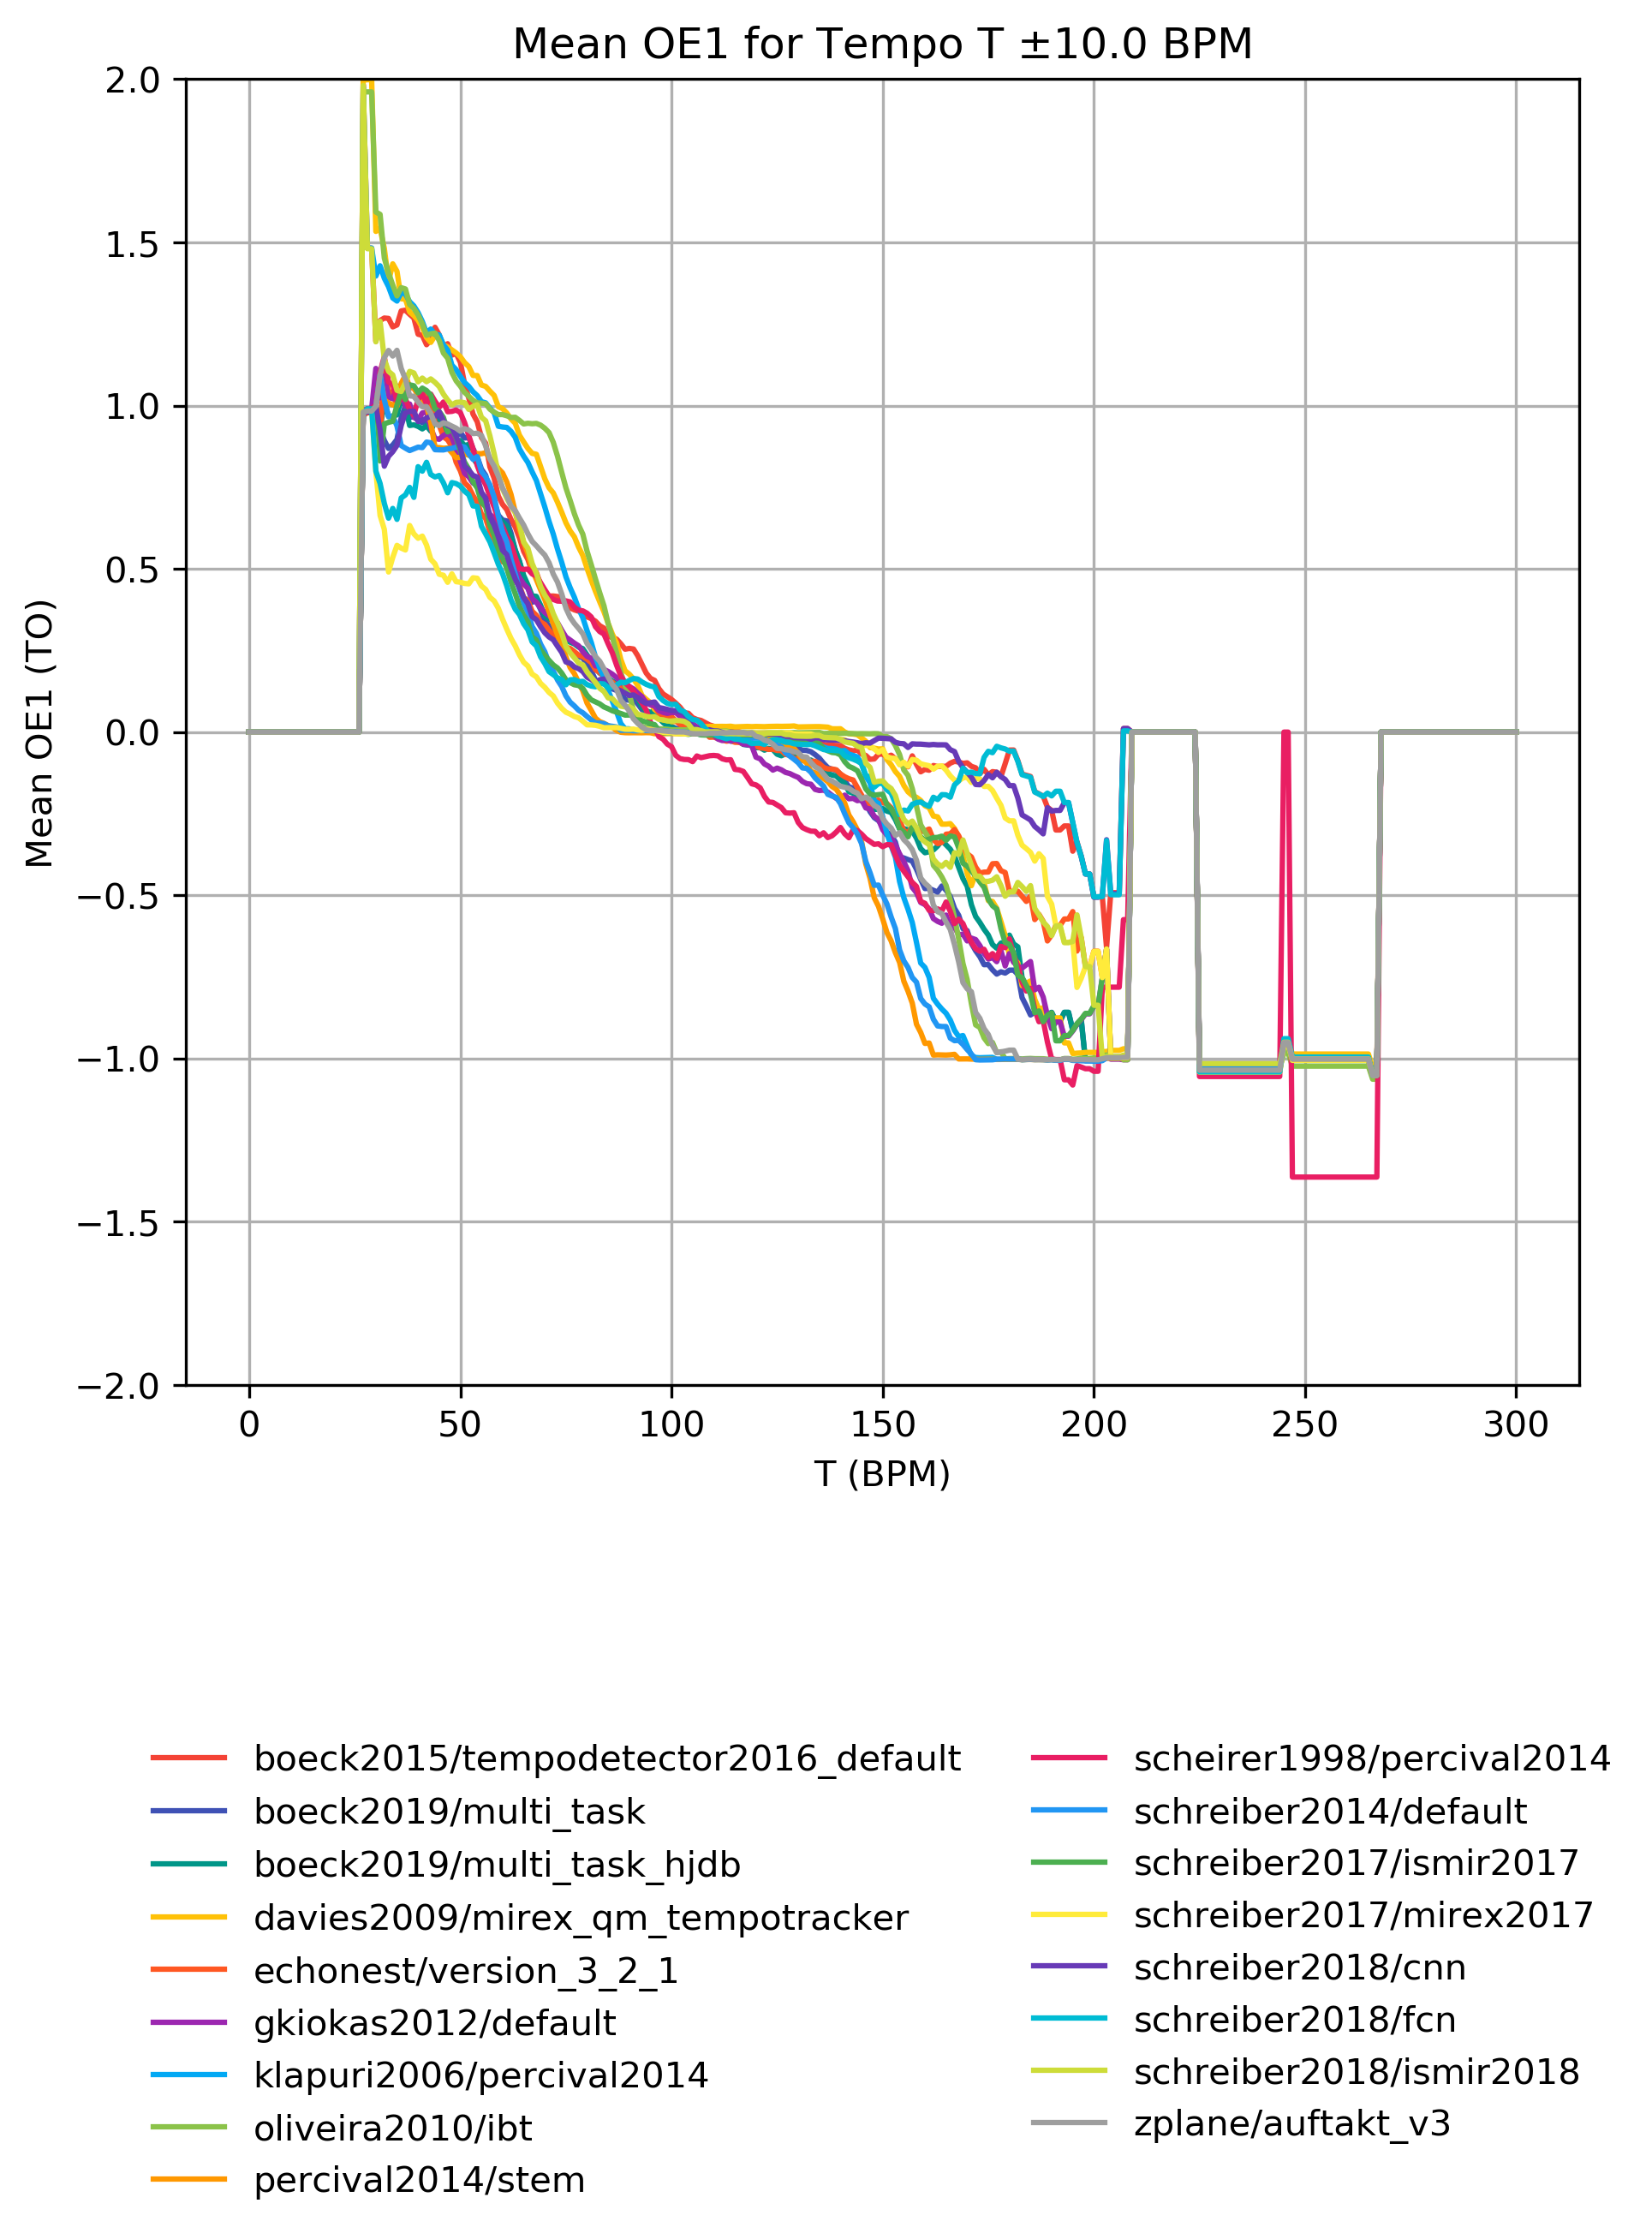 Mean OE1 for Tempo T ±10.0 BPM
2.0
1.5
1.0
0.5
0.0
−0.5
−1.0
−1.5
−2.0
Mean OE1 (TO)
0 50 100 150 200 250 300
T (BPM)
boeck2015/tempodetector2016_default
boeck2019/multi_task
boeck2019/multi_task_hjdb
davies2009/mirex_qm_tempotracker
echonest/version_3_2_1
gkiokas2012/default
klapuri2006/percival2014
oliveira2010/ibt
percival2014/stem
scheirer1998/percival2014
schreiber2014/default
schreiber2017/ismir2017
schreiber2017/mirex2017
schreiber2018/cnn
schreiber2018/fcn
schreiber2018/ismir2018
zplane/auftakt_v3